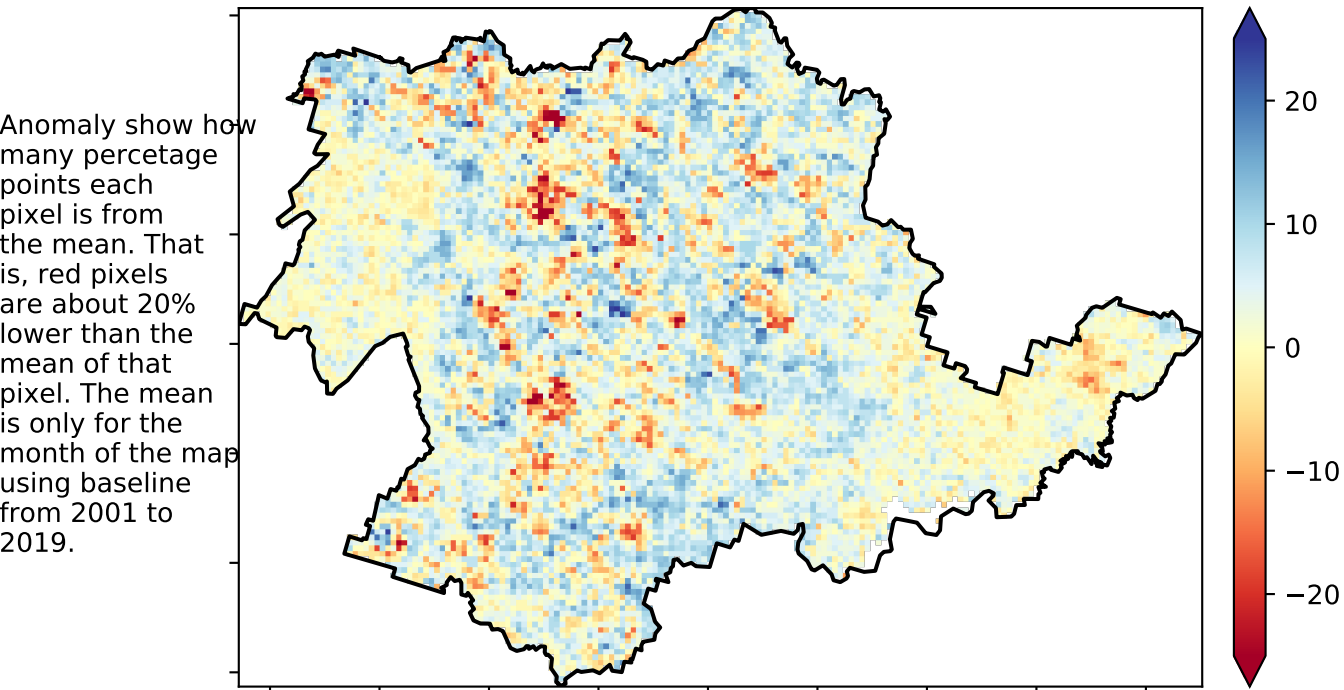 Anomaly show how
many percetage
points each
pixel is from
the mean. That
is, red pixels
are about 20%
lower than the
mean of that
pixel. The mean
is only for the
month of the map
using baseline
from 2001 to
2019.
20
10
0
−10
−20